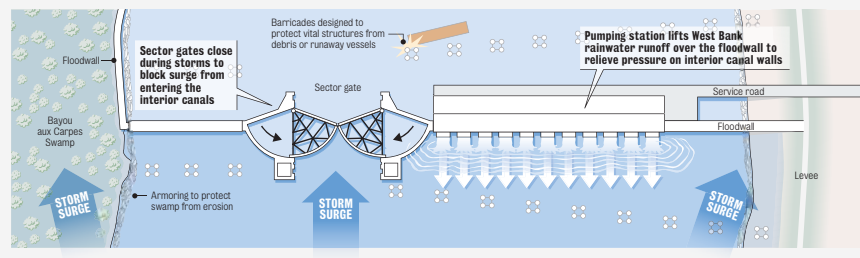 Barricades designed to
protect vital structures from
debris or runaway vessels
Sector gates close
during storms to
block surge from
entering the
interior canals
Pumping station lifts West Bank
rainwater runoff over the floodwall to
relieve pressure on interior canal walls
Floodwall
Sector gate
Service road
Floodwall
Bayou
aux Carpes
Swamp
Levee
Armoring to protect
swamp from erosion
STORM
SURGE
STORM
SURGE
STORM
SURGE